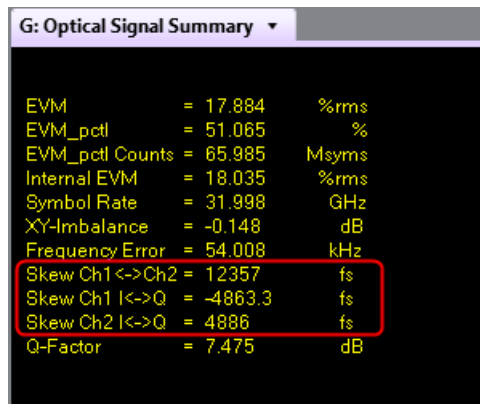 G: Optical Signal Summary
EVM = 17.884 %rms
EVM_pctl = 51.065 %
EVM_pctl Counts = 65.985 Msyms
Internal EVM = 18.035 %rms
Symbol Rate = 31.998 GHz
XY-Imbalance = -0.148 dB
Frequency Error = 54.008 kHz
Skew Ch1<->Ch2 = 12357 fs
Skew Ch1 I<->Q = -4863.3 fs
Skew Ch2 I<->Q = 4886 fs
Q-Factor = 7.475 dB